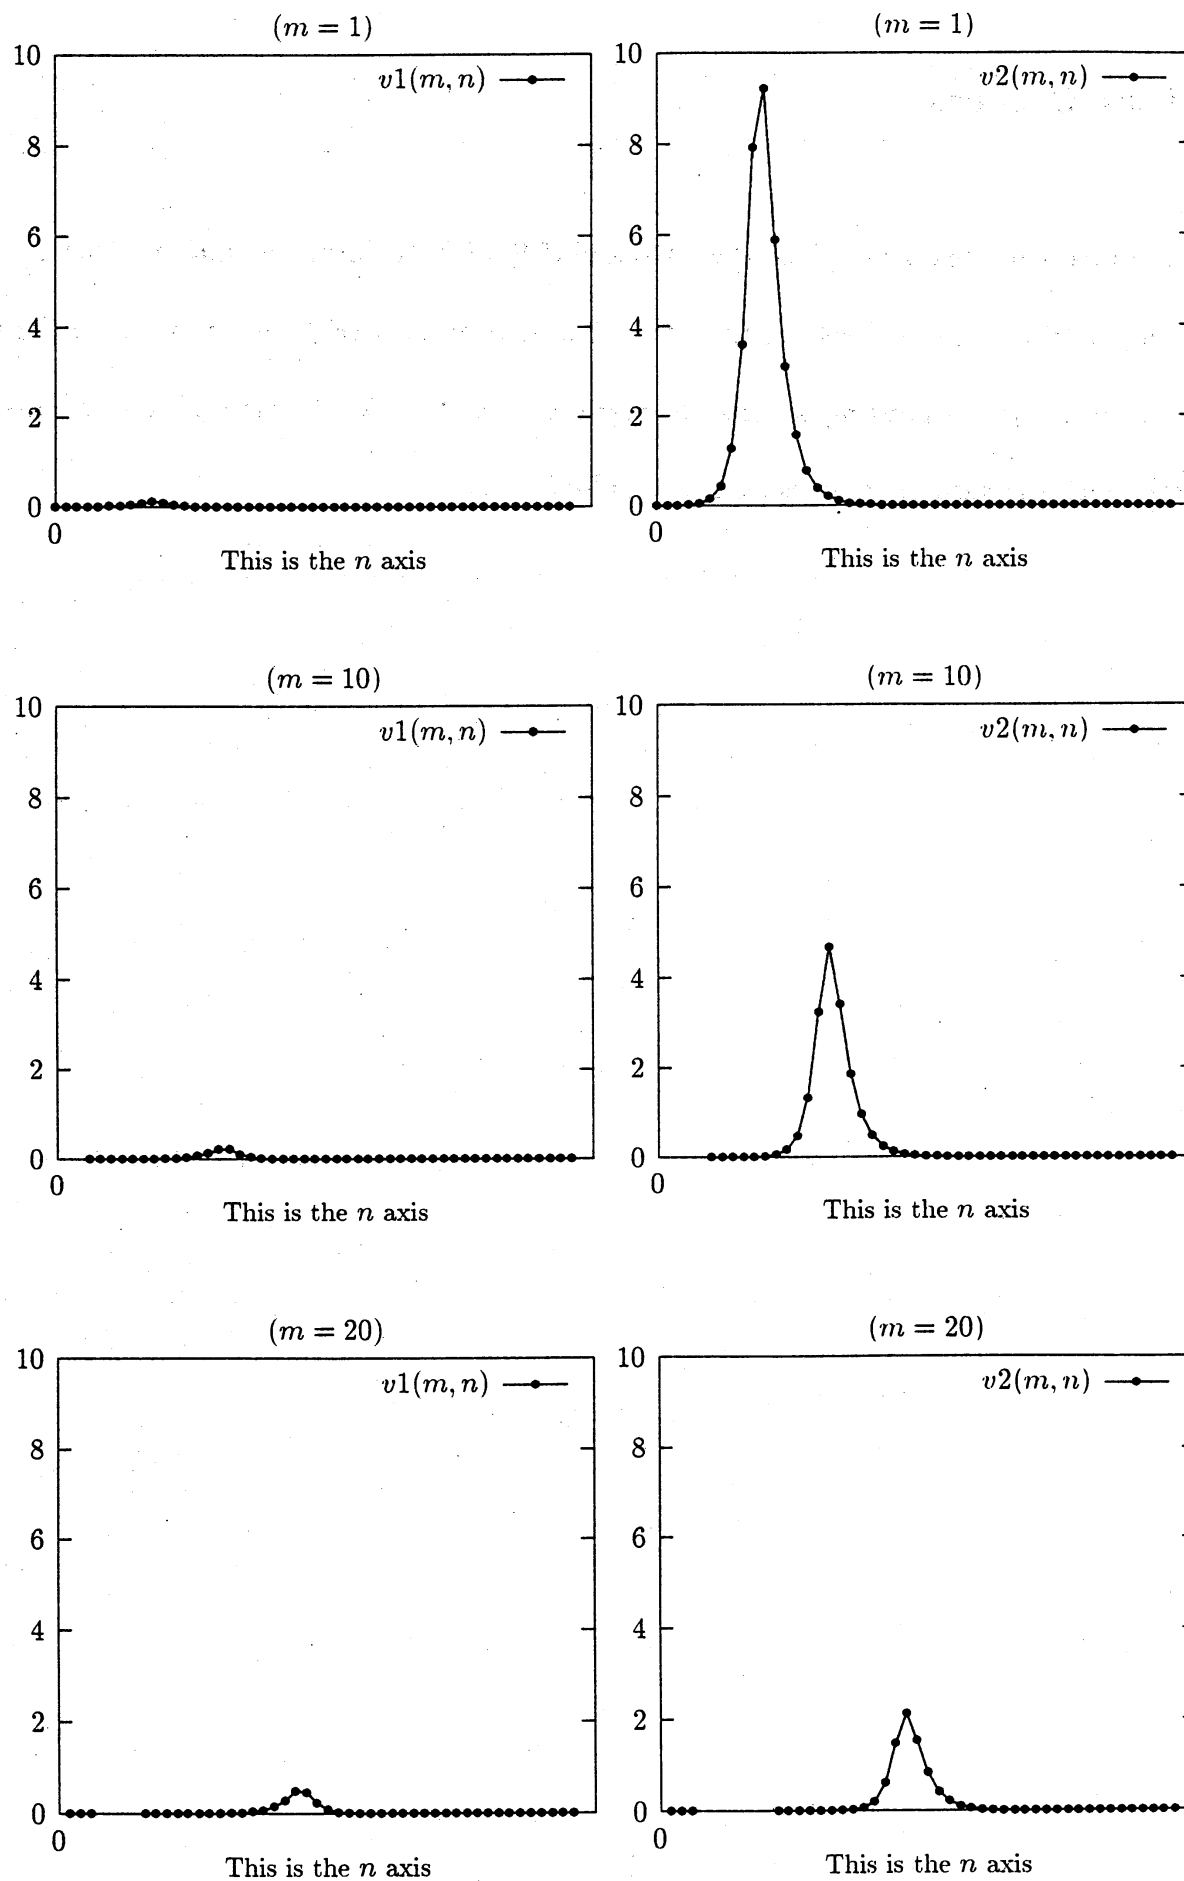 (m = 1)
10
v1(m, n)
8
6
4
2
0
0
This is the n axis
(m = 1)
10
v2(m, n)
8
6
4
2
0
0
This is the n axis
(m = 10)
10
v1(m, n)
8
6
4
2
0
0
This is the n axis
(m = 10)
10
v2(m, n)
8
6
4
2
0
0
This is the n axis
(m = 20)
10
v1(m, n)
8
6
4
2
0
0
This is the n axis
(m = 20)
10
v2(m, n)
8
6
4
2
0
0
This is the n axis